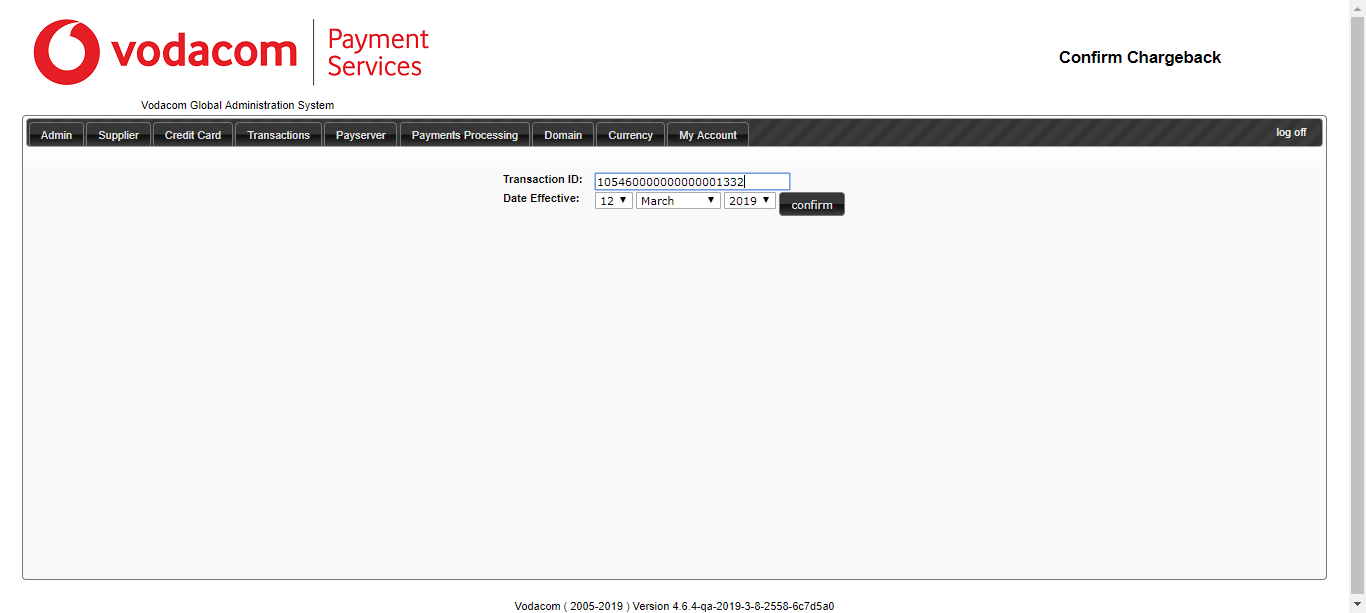 vodacom
Payment
Services
Confirm Chargeback
Vodacom Global Administration System
Admin Supplier Credit Card Transactions Payserver Payments Processing Domain Currency My Account log off
Transaction ID: 105460000000000001332
Date Effective: 12 March 2019 confirm
Vodacom ( 2005-2019 ) Version 4.6.4-qa-2019-3-8-2558-6c7d5a0